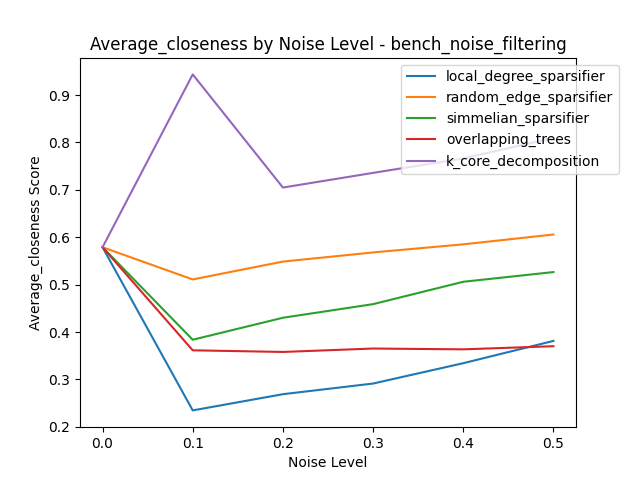 Average_closeness by Noise Level - bench_noise_filtering
local_degree_sparsifier
random_edge_sparsifier
simmelian_sparsifier
overlapping_trees
k_core_decomposition
Average_closeness Score
0.9
0.8
0.7
0.6
0.5
0.4
0.3
0.2
0.0 0.1 0.2 0.3 0.4 0.5
Noise Level